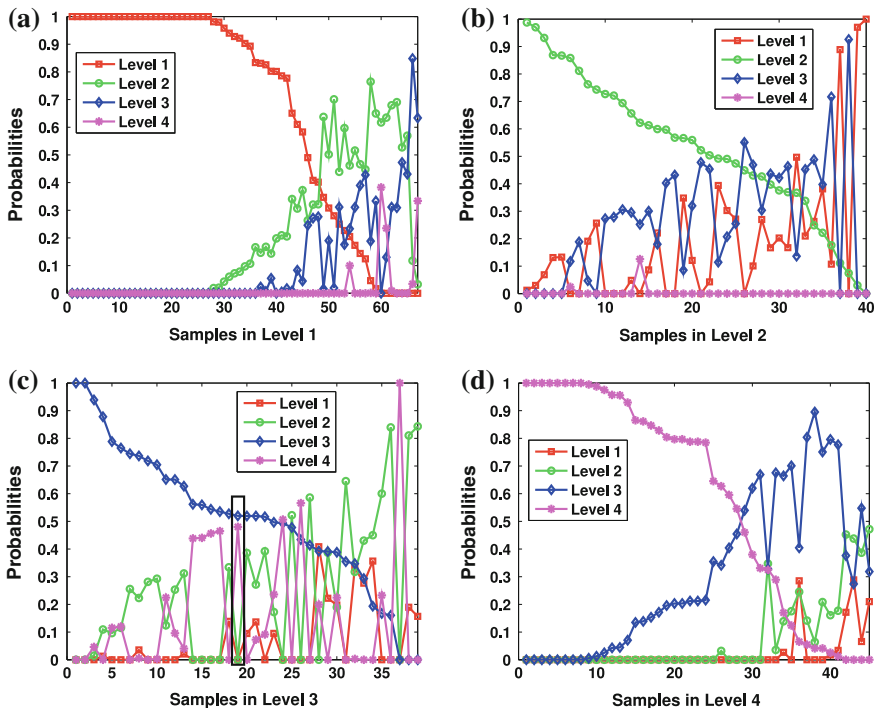 (a)
1
0.9
0.8
0.7
0.6
0.5
0.4
0.3
0.2
0.1
0
0 10 20 30 40 50 60
Probabilities
Samples in Level 1
Level 1
Level 2
Level 3
Level 4
(b)
1
0.9
0.8
0.7
0.6
0.5
0.4
0.3
0.2
0.1
0
0 10 20 30 40
Probabilities
Samples in Level 2
Level 1
Level 2
Level 3
Level 4
(c)
1
0.9
0.8
0.7
0.6
0.5
0.4
0.3
0.2
0.1
0
0 5 10 15 20 25 30 35
Probabilities
Samples in Level 3
Level 1
Level 2
Level 3
Level 4
(d)
1
0.9
0.8
0.7
0.6
0.5
0.4
0.3
0.2
0.1
0
0 10 20 30 40
Probabilities
Samples in Level 4
Level 1
Level 2
Level 3
Level 4